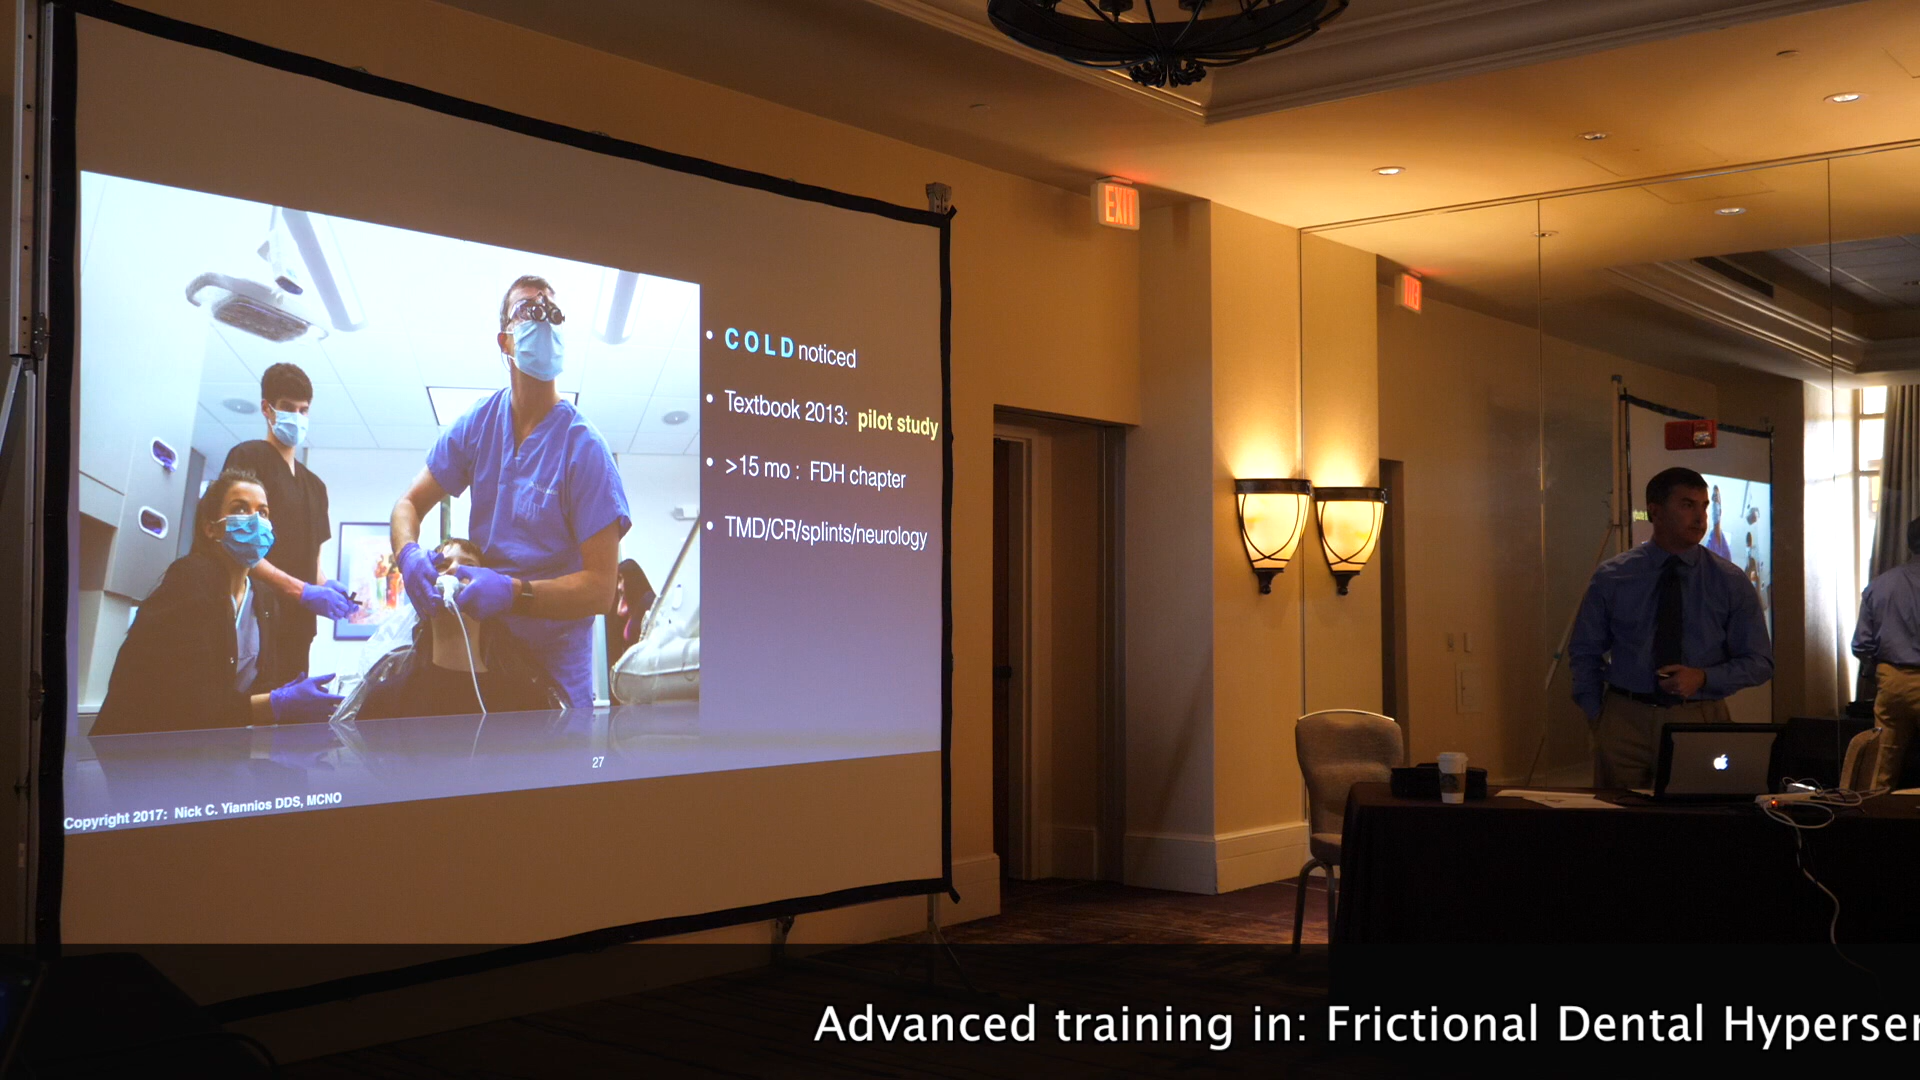 EXIT
• COLD noticed
• Textbook 2013: pilot study
• >15 mo : FDH chapter
• TMD/CR/splints/neurology
27
Copyright 2017: Nick C. Yiannios DDS, MCNO
Advanced training in: Frictional Dental Hyperser